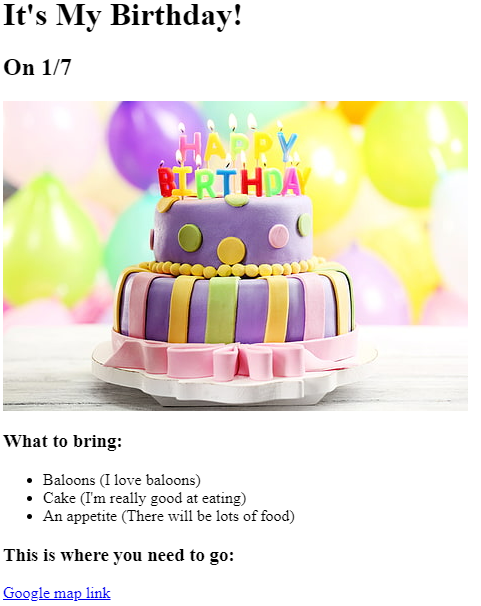 It's My Birthday!
On 1/7
HAPPY
BIRTHDAY
What to bring:
Baloons (I love baloons)
Cake (I'm really good at eating)
An appetite (There will be lots of food)
This is where you need to go:
Google map link